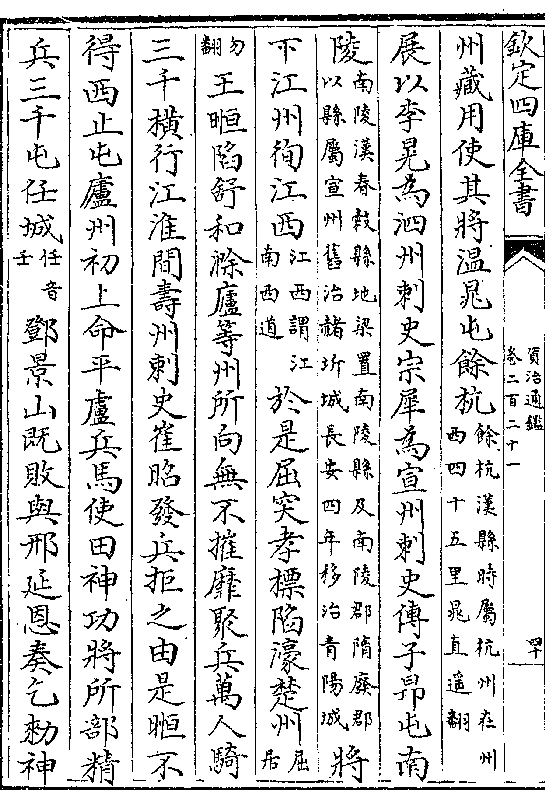 欽定四庫全書
資治通鑑
卷二百二十一
州藏用使其將温晁屯餘杭
餘杭漢縣時屬杭州在州
西四十五里晁直遥翻
展以李晃為泗州刺史宗犀為宣州刺史傅子昂屯南
陵
南陵漢春榖縣地梁置南陵縣及南陵郡隋廢郡
以縣屬宣州舊治赭圻城長安四年移治青陽城
將
下江州徇江西
江西謂江
南西道
於是屈突孝標陷濠楚州
屈居
勿
翻
王暅陷舒和滁廬等州所向無不摧靡聚兵萬人騎
三千橫行江淮間壽州刺史崔昭發兵拒之由是暅不
得西止屯廬州初上命平盧兵馬使田神功將所部精
兵三千屯任城
任音
壬
鄧景山既敗與邢延恩奏乞勅神